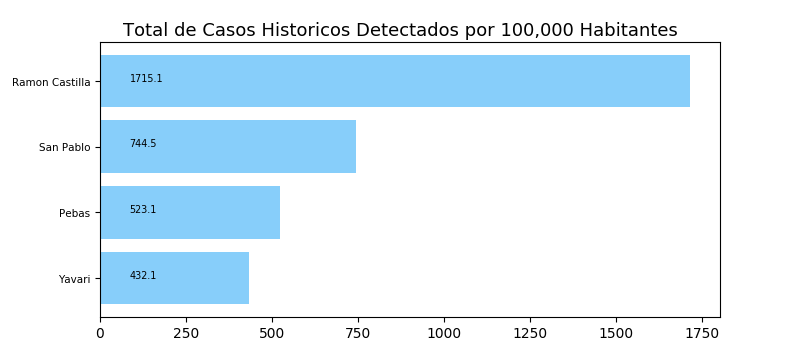 Total de Casos Historicos Detectados por 100,000 Habitantes
Ramon Castilla 1715.1
San Pablo 744.5
Pebas 523.1
Yavari 432.1
0 250 500 750 1000 1250 1500 1750